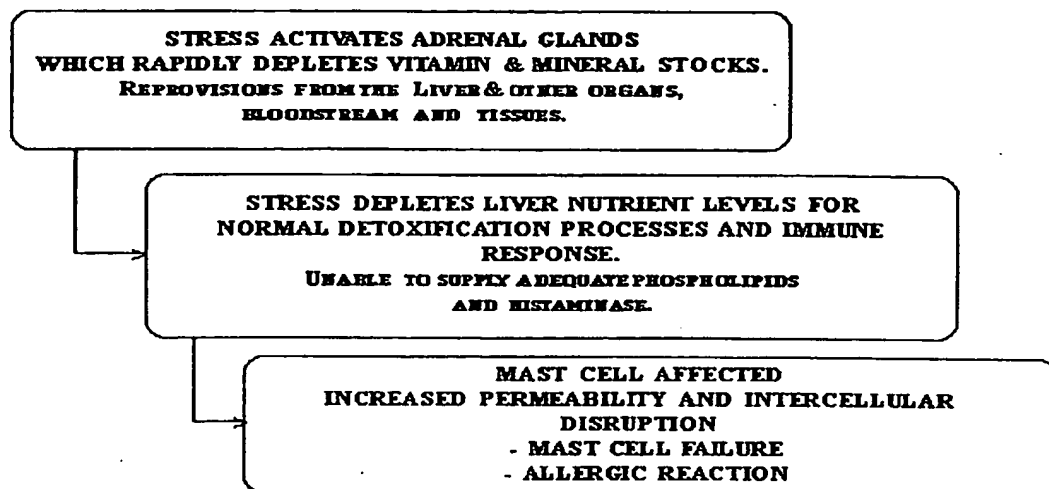 STRESS ACTIVATES ADRENAL GLANDS
WHICH RAPIDLY DEPLETES VITAMIN & MINERAL STOCKS.
REPROVISIONS FROM THE LIVER & OTHER ORGANS,
BLOODSTREAM AND TISSUES.
STRESS DEPLETES LIVER NUTRIENT LEVELS FOR
NORMAL DETOXIFICATION PROCESSES AND IMMUNE
RESPONSE.
UNABLE TO SUPPLY ADEQUATE PHOSPHOLIPIDS
AND HISTAMINASE.
MAST CELL AFFECTED
INCREASED PERMEABILITY AND INTERCELLULAR
DISRUPTION
- MAST CELL FAILURE
- ALLERGIC REACTION